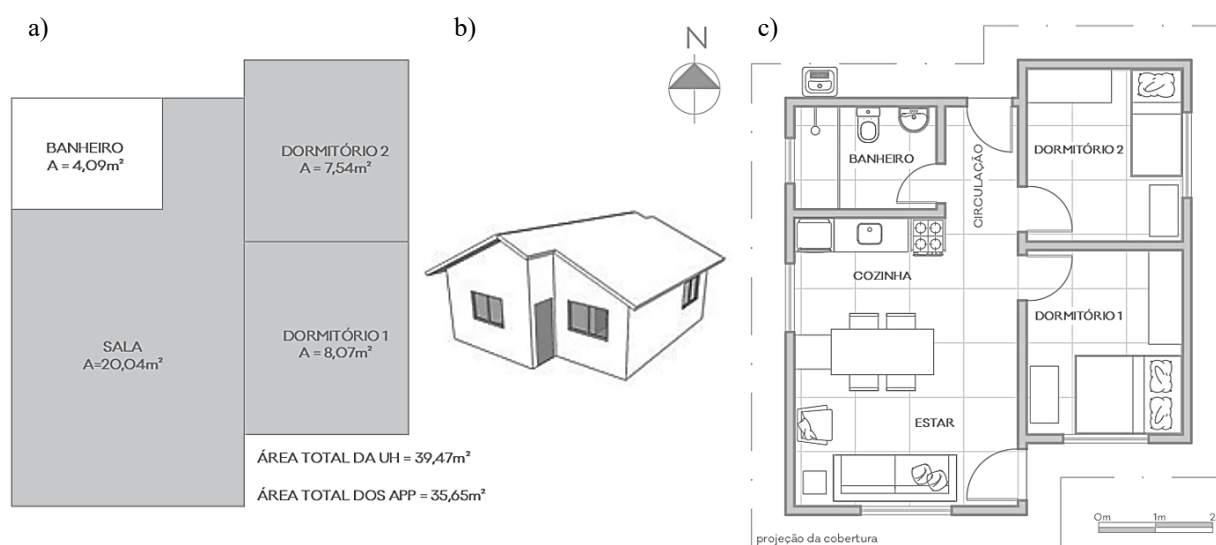 a)
BANHEIRO
A = 4,09m²
DORMITÓRIO 2
A = 7,54m²
SALA
A=20,04m²
DORMITÓRIO 1
A = 8,07m²
ÁREA TOTAL DA UH = 39,47m²
ÁREA TOTAL DOS APP = 35,65m²
b)
N
c)
BANHEIRO
CIRCULAÇÃO
DORMITÓRIO 2
COZINHA
DORMITÓRIO 1
ESTAR
0m 1m 2
projeção da cobertura